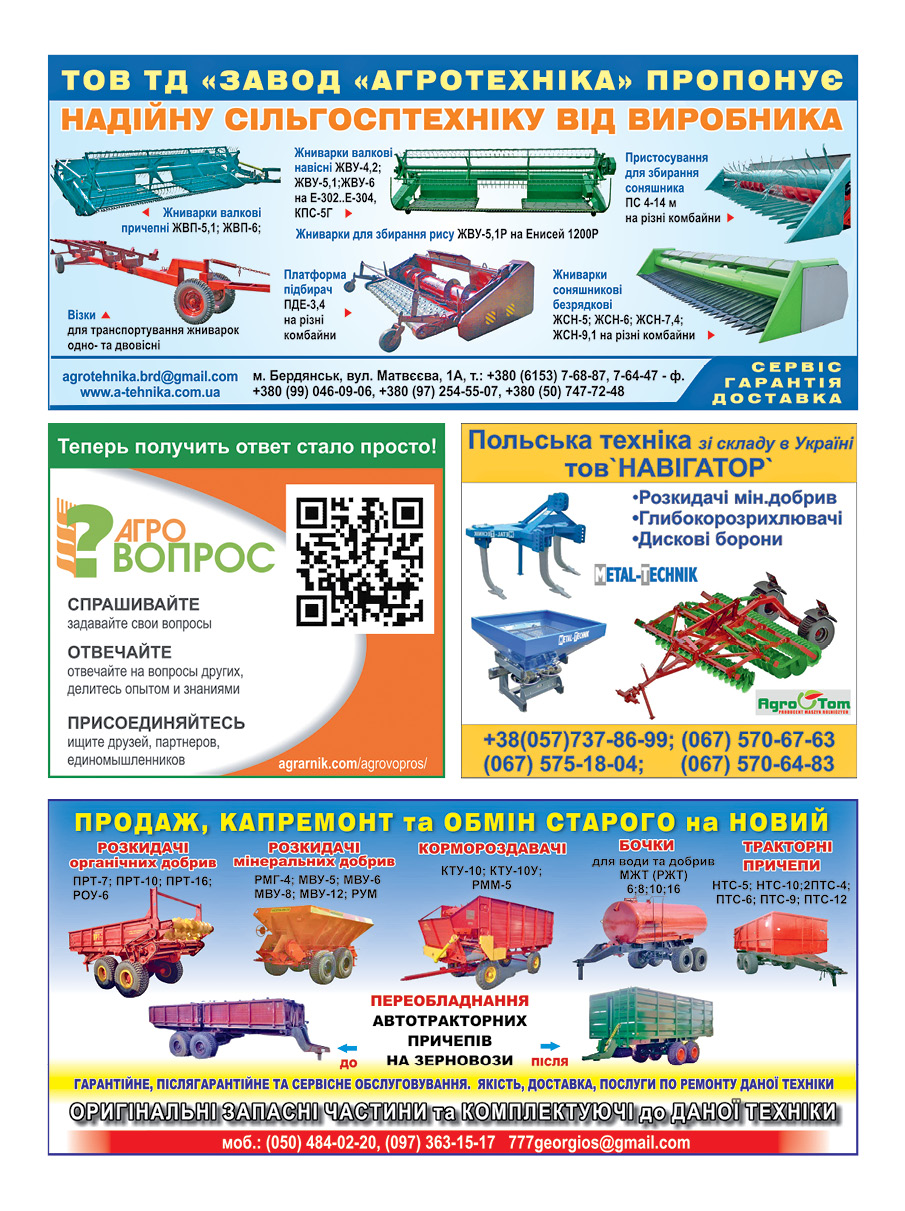 ТОВ ТД «ЗАВОД «АГРОТЕХНІКА» ПРОПОНУЄ
НАДІЙНУ СІЛЬГОСПТЕХНІКУ ВІД ВИРОБНИКА
Жниварки валкові
причепні ЖВП-5,1; ЖВП-6;
Жниварки валкові
навісні ЖВУ-4,2;
ЖВУ-5,1;ЖВУ-6
на Е-302..Е-304,
КПС-5Г
Пристосування
для збирання
соняшника
ПС 4-14 м
на різні комбайни
Жниварки для збирання рису ЖВУ-5,1Р на Енисей 1200Р
Візки
для транспортування жниварок
одно- та двовісні
Платформа
підбирач
ПДЕ-3,4
на різні
комбайни
Жниварки
соняшникові
безрядкові
ЖСН-5; ЖСН-6; ЖСН-7,4;
ЖСН-9,1 на різні комбайни
agrotehnika.brd@gmail.com
www.a-tehnika.com.ua
м. Бердянськ, вул. Матвєєва, 1А, т.: +380 (6153) 7-68-87, 7-64-47 - ф.
+380 (99) 046-09-06, +380 (97) 254-55-07, +380 (50) 747-72-48
СЕРВІС
ГАРАНТІЯ
ДОСТАВКА
Теперь получить ответ стало просто!
АГРО
ВОПРОС
СПРАШИВАЙТЕ
задавайте свои вопросы
ОТВЕЧАЙТЕ
отвечайте на вопросы других,
делитесь опытом и знаниями
ПРИСОЕДИНЯЙТЕСЬ
ищите друзей, партнеров,
единомышленников
agrarnik.com/agrovopros/
Польська техніка зі складу в Україні
тов`НАВІГАТОР`
•Розкидачі мін.добрив
•Глибокорозрихлювачі
•Дискові борони
METAL-TECHNIK
METAL-TECHNIK
METAL-TECHNIK
Agro Tom
PRODUCENT MASZYN ROLNICZYCH
+38(057)737-86-99; (067) 570-67-63
(067) 575-18-04; (067) 570-64-83
ПРОДАЖ, КАПРЕМОНТ та ОБМІН СТАРОГО на НОВИЙ
РОЗКИДАЧІ
органічних добрив
ПРТ-7; ПРТ-10; ПРТ-16;
РОУ-6
РОЗКИДАЧІ
мінеральних добрив
РМГ-4; МВУ-5; МВУ-6
МВУ-8; МВУ-12; РУМ
КОРМОРОЗДАВАЧІ
КТУ-10; КТУ-10У;
РММ-5
БОЧКИ
для води та добрив
МЖТ (РЖТ)
6;8;10;16
ТРАКТОРНІ
ПРИЧЕПИ
НТС-5; НТС-10;2ПТС-4;
ПТС-6; ПТС-9; ПТС-12
ПЕРЕОБЛАДНАННЯ
АВТОТРАКТОРНИХ
ПРИЧЕПІВ
НА ЗЕРНОВОЗИ
ДО
ПІСЛЯ
ГАРАНТІЙНЕ, ПІСЛЯГАРАНТІЙНЕ ТА СЕРВІСНЕ ОБСЛУГОВУВАННЯ. ЯКІСТЬ, ДОСТАВКА, ПОСЛУГИ ПО РЕМОНТУ ДАНОЇ ТЕХНІКИ
ОРИГІНАЛЬНІ ЗАПАСНІ ЧАСТИНИ та КОМПЛЕКТУЮЧІ до ДАНОЇ ТЕХНІКИ
моб.: (050) 484-02-20, (097) 363-15-17 777georgios@gmail.com